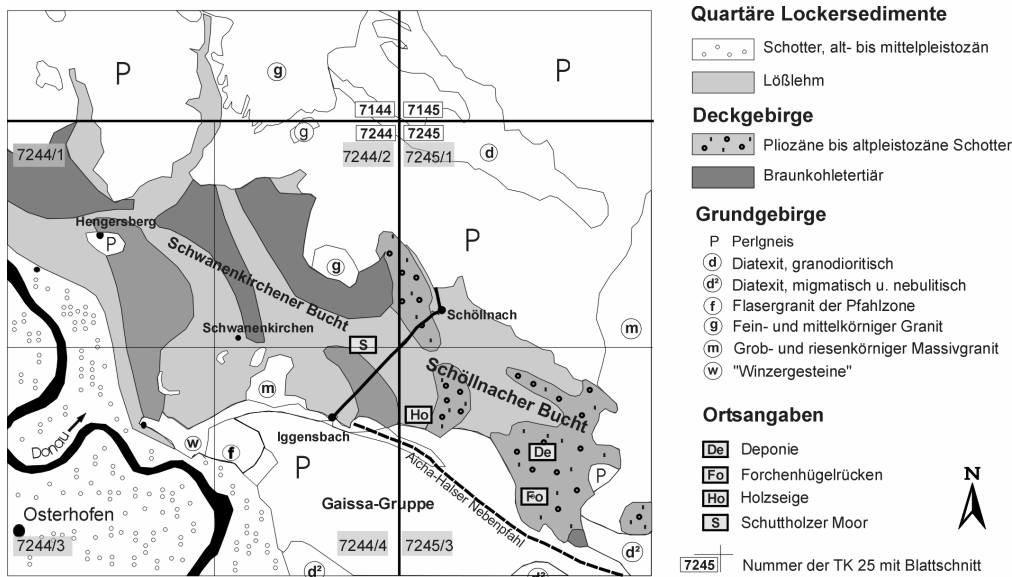 P
g
P
7144
7145
g
7244
7245
7244/1
7244/2
7245/1
d
Hengersberg
P
P
g
Schwanenkirchener Bucht
Schöllnach
Schwanenkirchen
S
m
Schöllnacher Bucht
m
Ho
Iggensbach
w
f
De
Donau
P
Aicha-Halser Nebenpfahl
P
Fo
Gaissa-Gruppe
Osterhofen
7244/3
7244/4
7245/3
d²
d²
d²
Quartäre Lockersedimente
Schotter, alt- bis mittelpleistozän
Lößlehm
Deckgebirge
Pliozäne bis altpleistozäne Schotter
Braunkohletertiär
Grundgebirge
P Perlgneis
d Diatexit, granodioritisch
d² Diatexit, migmatisch u. nebulitisch
f Flasergranit der Pfahlzone
g Fein- und mittelkörniger Granit
m Grob- und riesenkörniger Massivgranit
w "Winzergesteine"
Ortsangaben
De Deponie
Fo Forchenhügelrücken
Ho Holzseige
S Schuttholzer Moor
N
7245 Nummer der TK 25 mit Blattschnitt